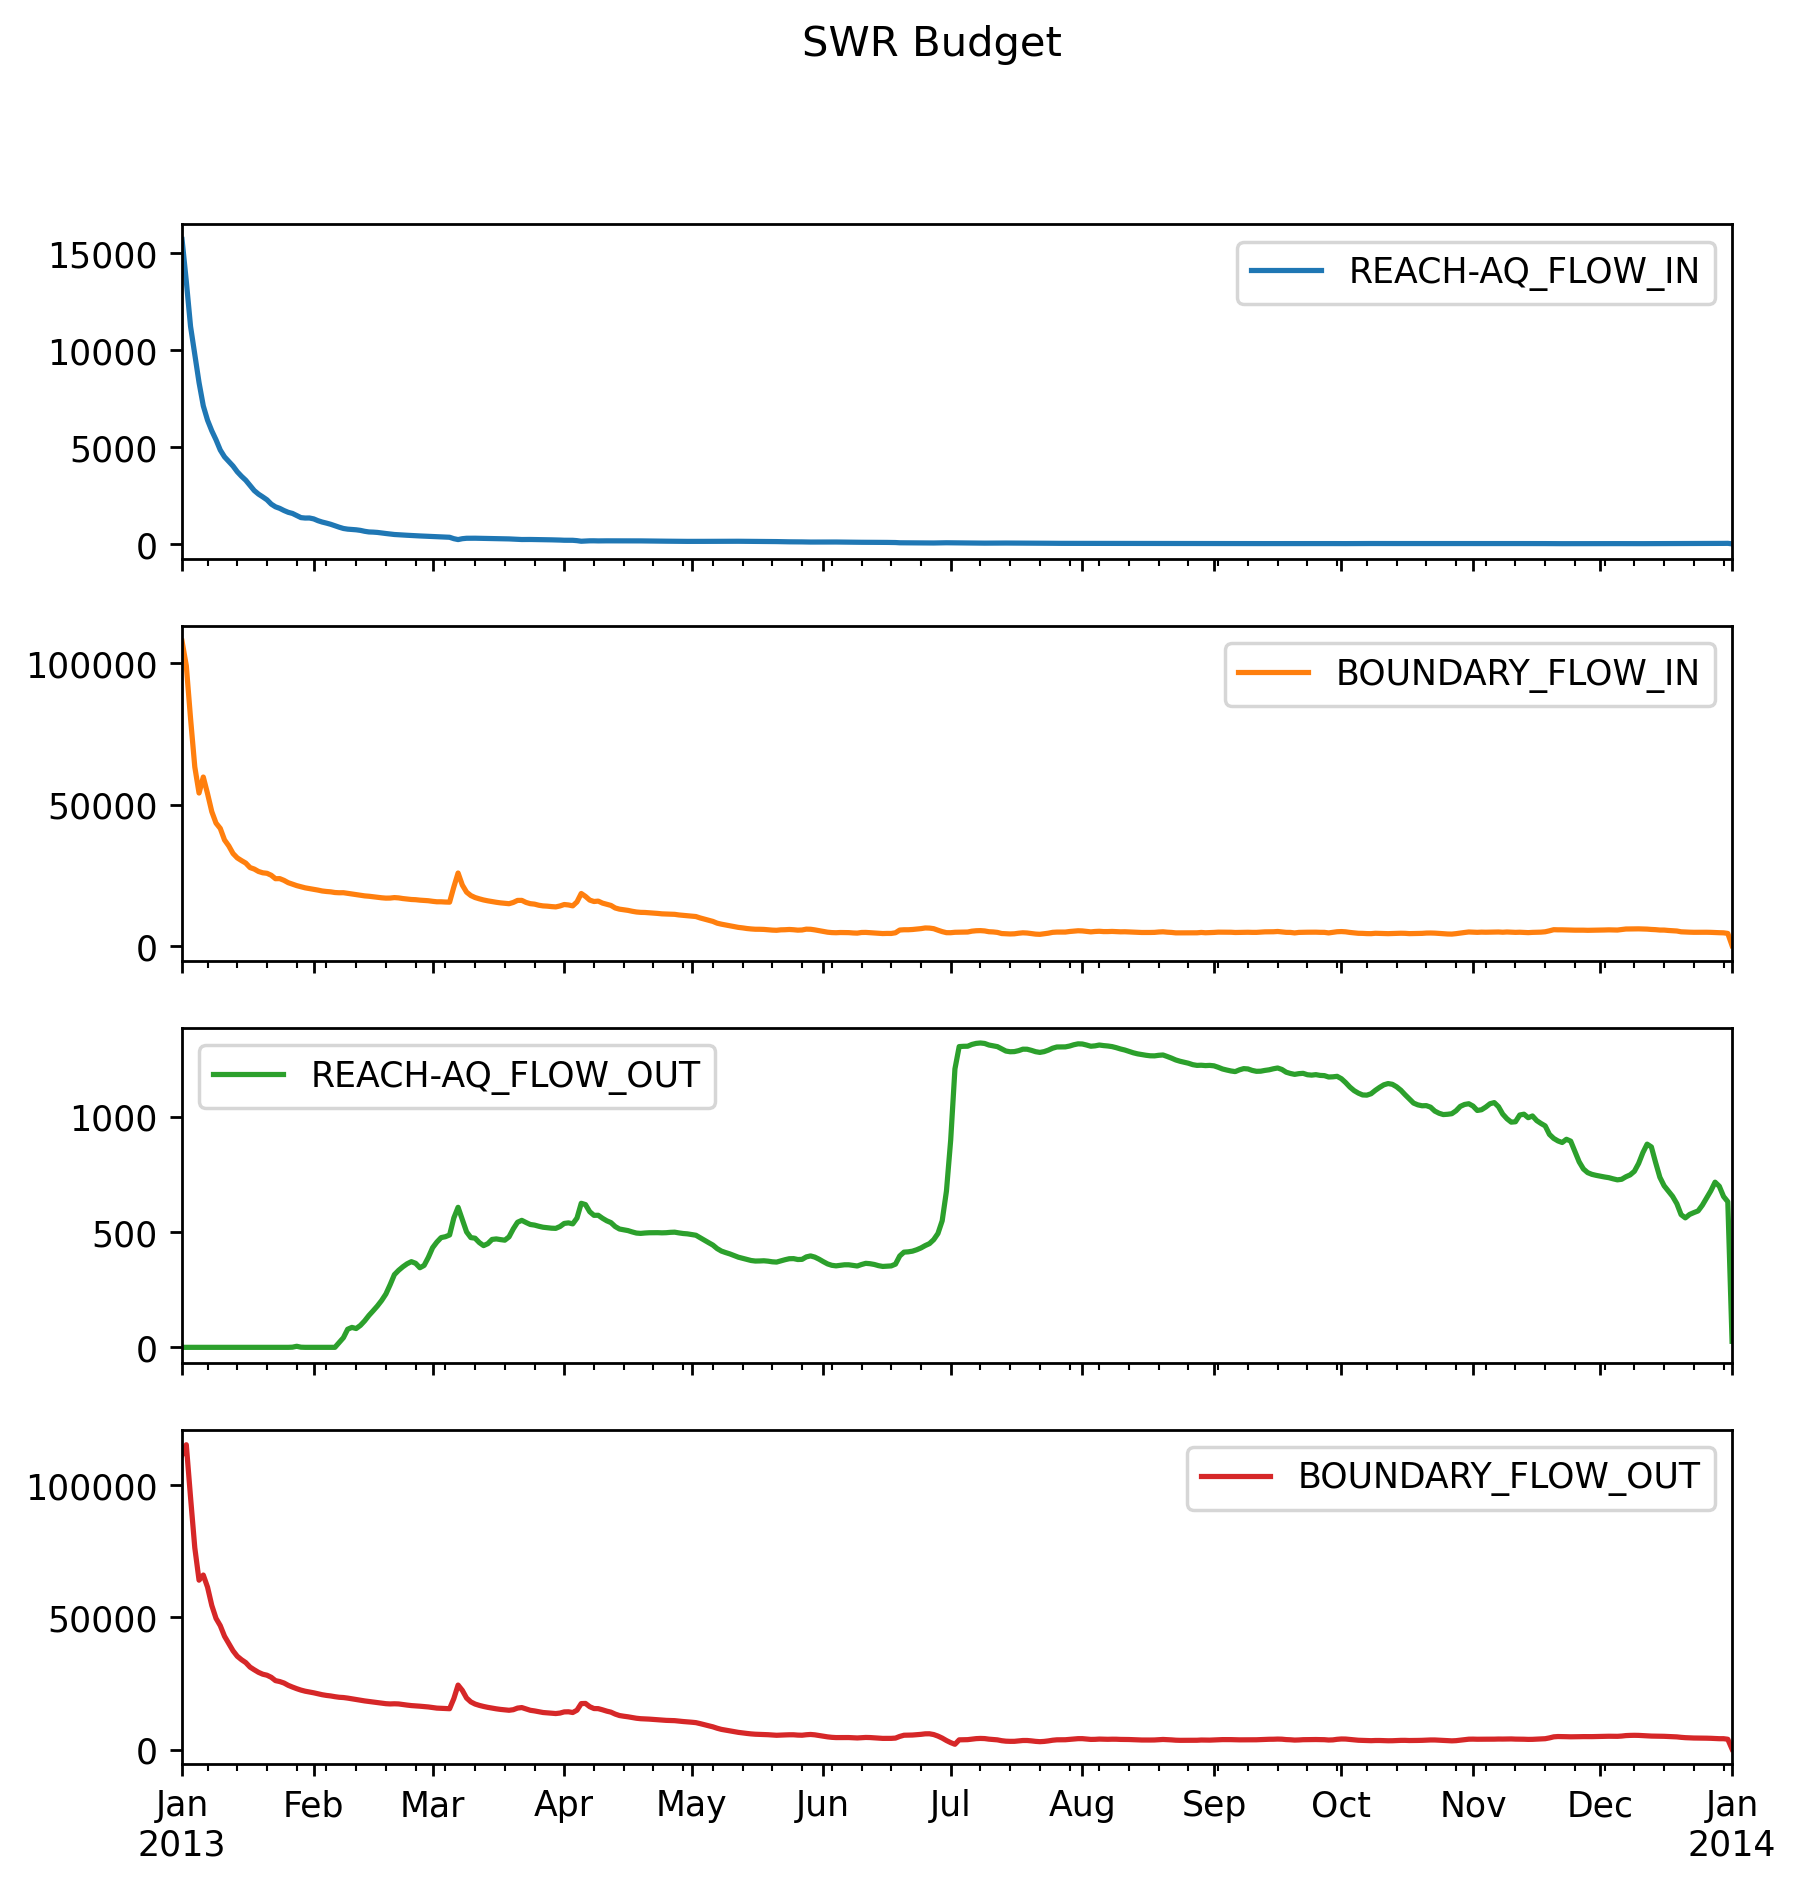 SWR Budget
15000
10000
5000
0
REACH-AQ_FLOW_IN
100000
50000
0
BOUNDARY_FLOW_IN
1000
500
0
REACH-AQ_FLOW_OUT
100000
50000
0
BOUNDARY_FLOW_OUT
Jan Feb Mar Apr May Jun Jul Aug Sep Oct Nov Dec Jan
2013 2014